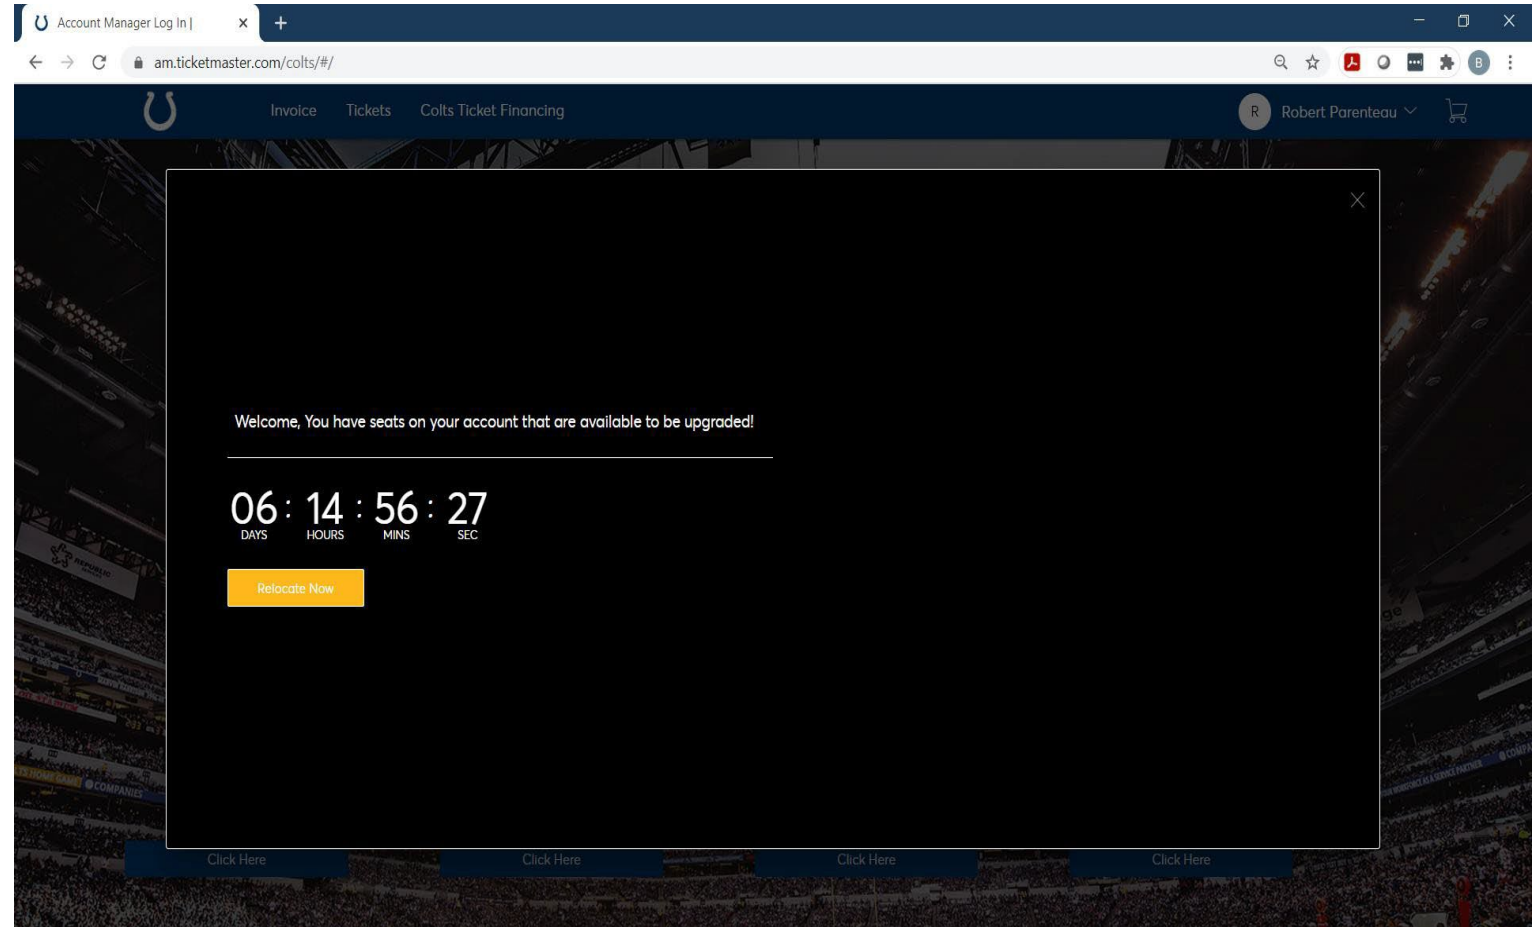 Account Manager Log In |
am.ticketmaster.com/colts/#/
B
Invoice Tickets Colts Ticket Financing
R Robert Parenteau
Welcome, You have seats on your account that are available to be upgraded!
06 : 14 : 56 : 27
DAYS HOURS MINS SEC
Relocate Now
REPUBLIC
COMPANIES
Click Here Click Here Click Here Click Here